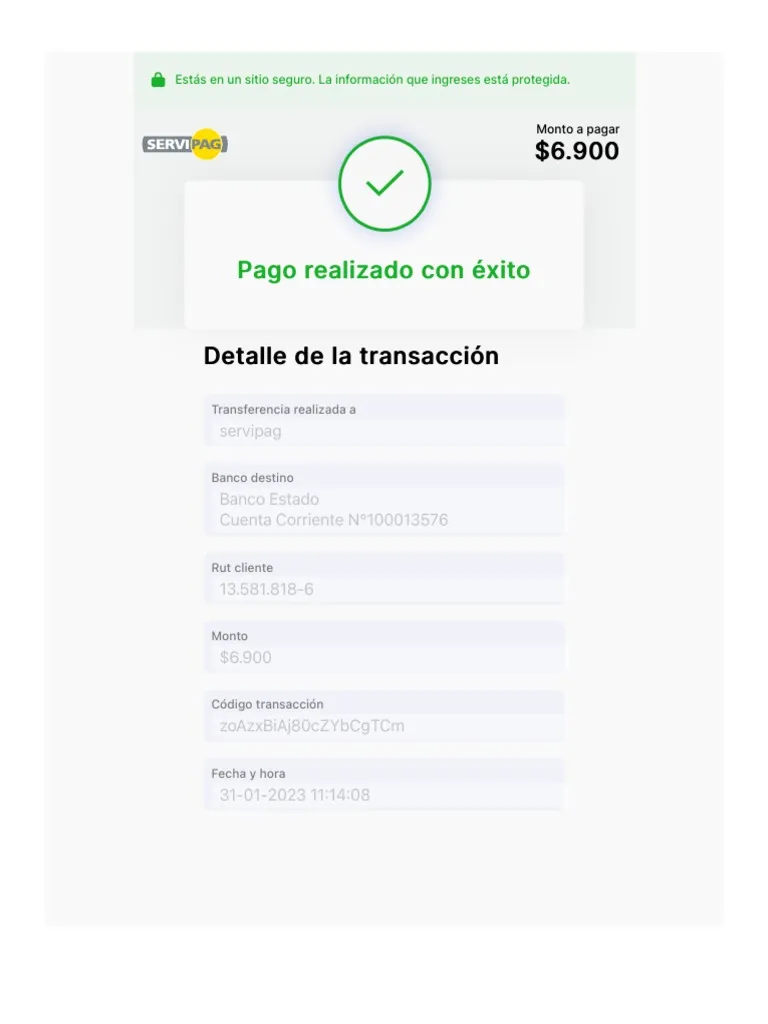 Estás en un sitio seguro. La información que ingreses está protegida.
SERVIPAG
Monto a pagar
$6.900
Pago realizado con éxito
Detalle de la transacción
Transferencia realizada a
servipag
Banco destino
Banco Estado
Cuenta Corriente N°100013576
Rut cliente
13.581.818-6
Monto
$6.900
Código transacción
zoAzxBiAj80cZYbCgTCm
Fecha y hora
31-01-2023 11:14:08